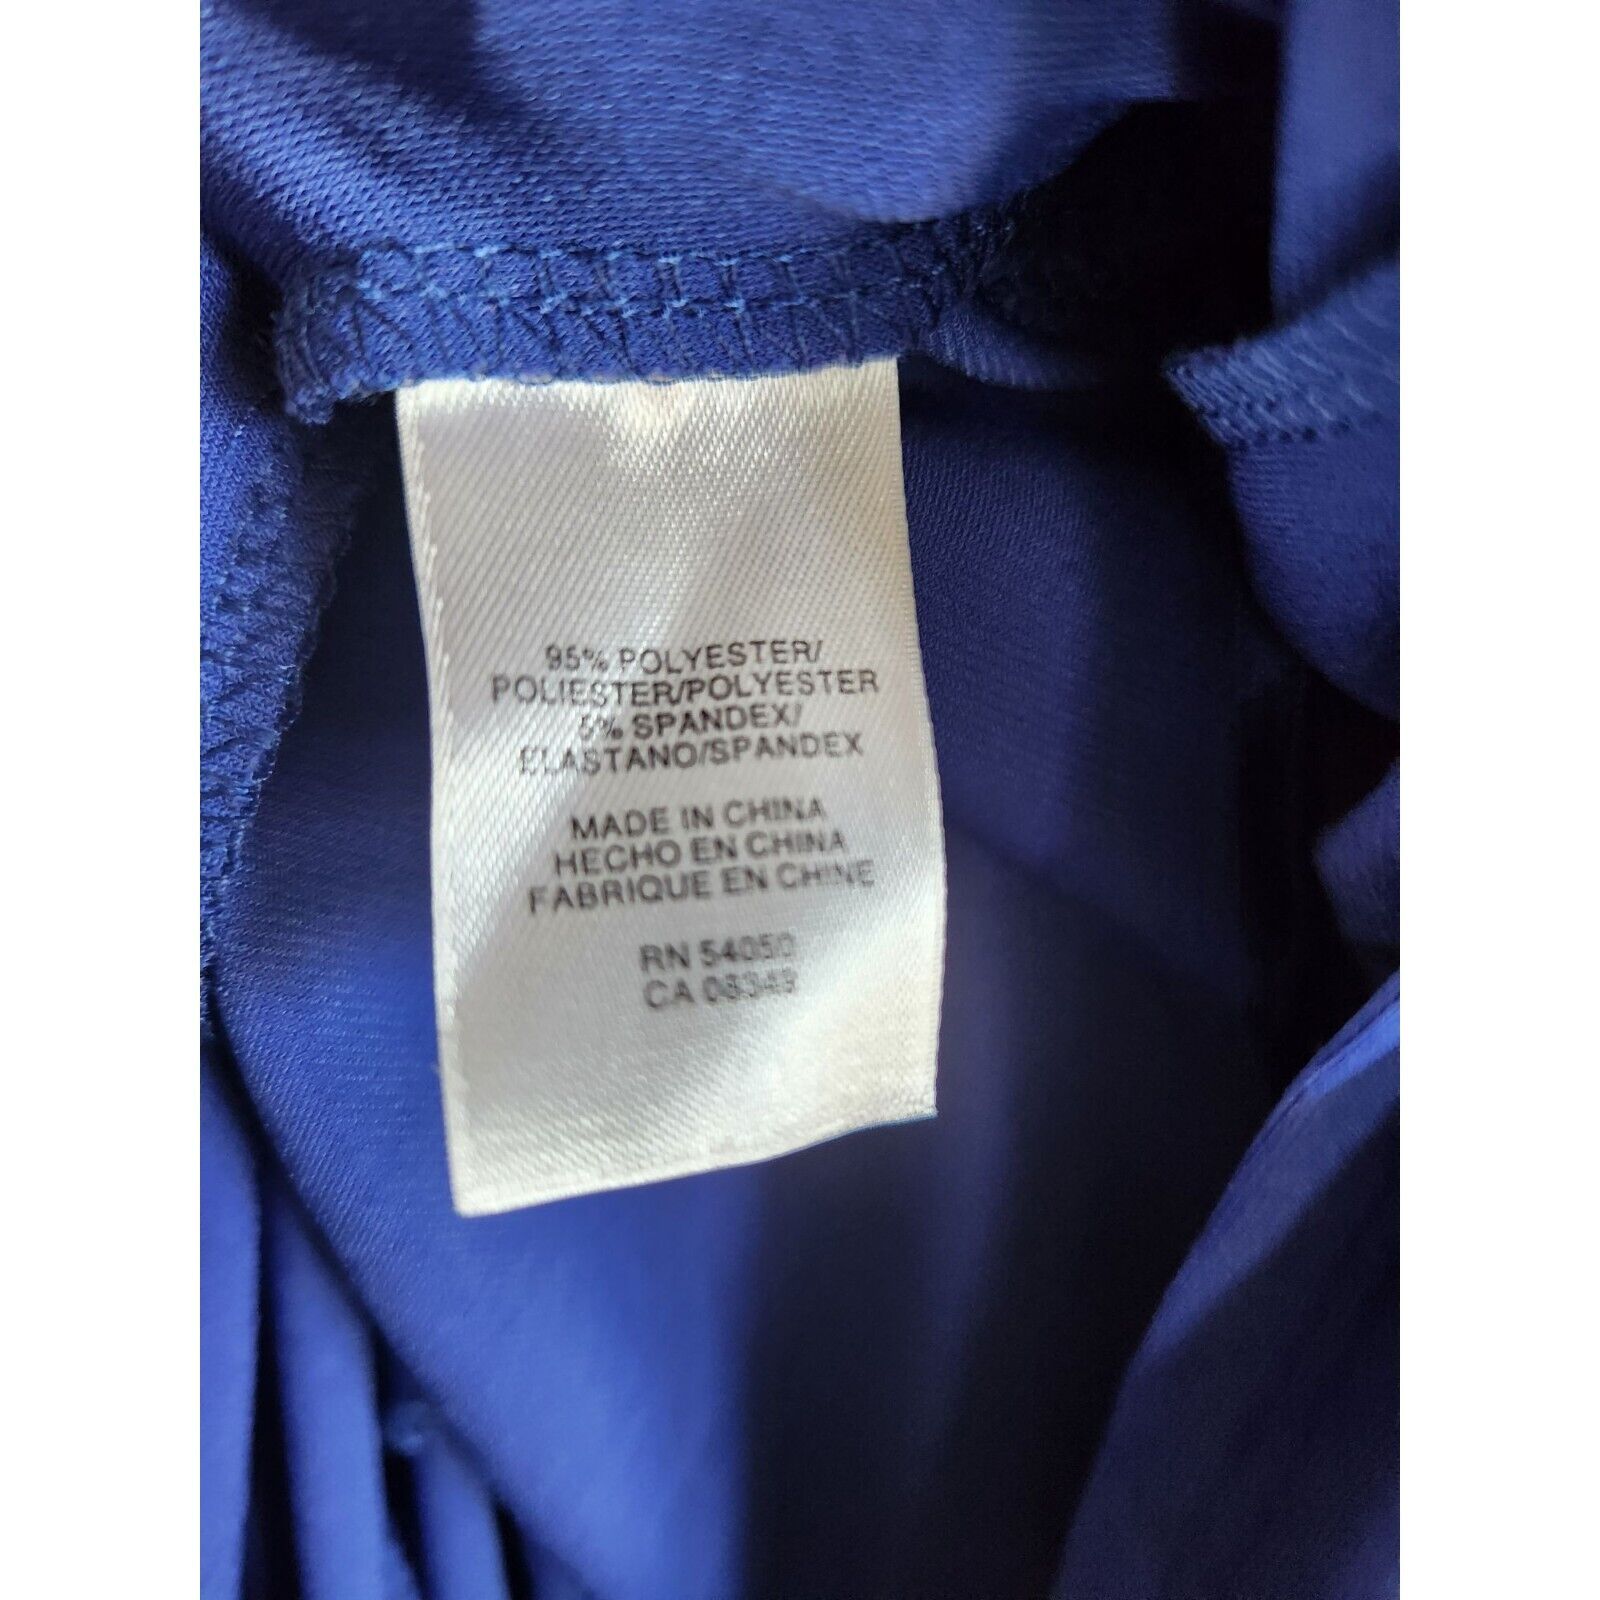 95% POLYESTER/
POLIESTER/POLYESTER
5% SPANDEX/
ELASTANO/SPANDEX
MADE IN CHINA
HECHO EN CHINA
FABRIQUE EN CHINE
RN 54050
CA 08349